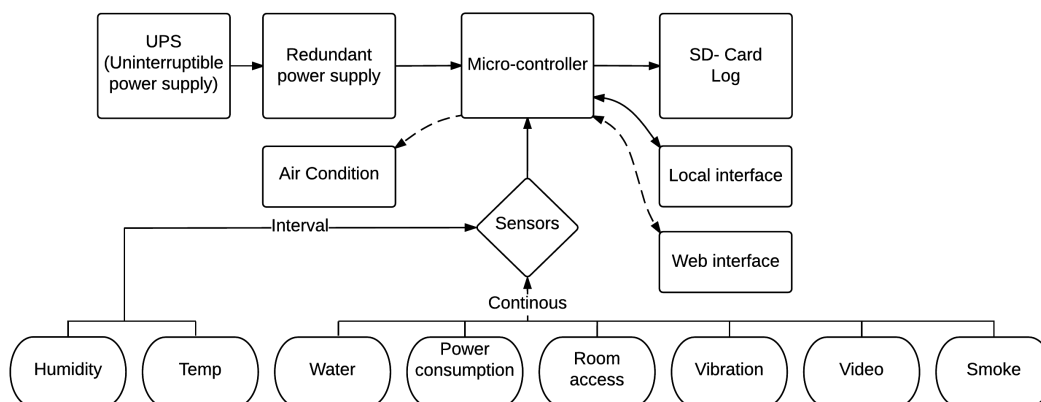 UPS
(Uninterruptible
power supply)
Redundant
power supply
Micro-controller
SD- Card
Log
Air Condition
Local interface
Interval
Sensors
Web interface
Continous
Humidity
Temp
Water
Power
consumption
Room
access
Vibration
Video
Smoke